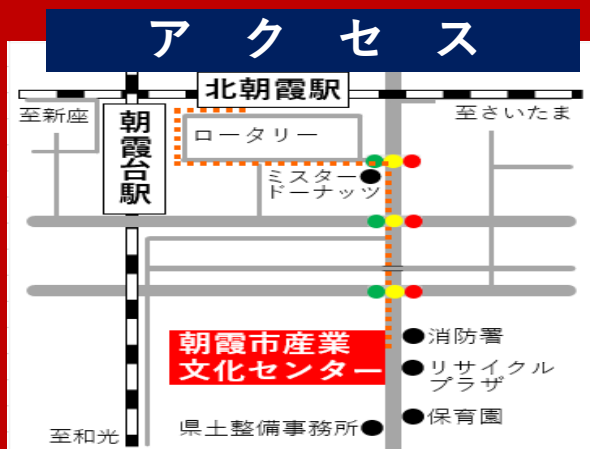 アクセス
北朝霞駅
至新座
至さいたま
朝霞台駅
ロータリー
ミスター
ドーナッツ
朝霞市産業
文化センター
消防署
リサイクル
プラザ
保育園
県土整備事務所
至和光